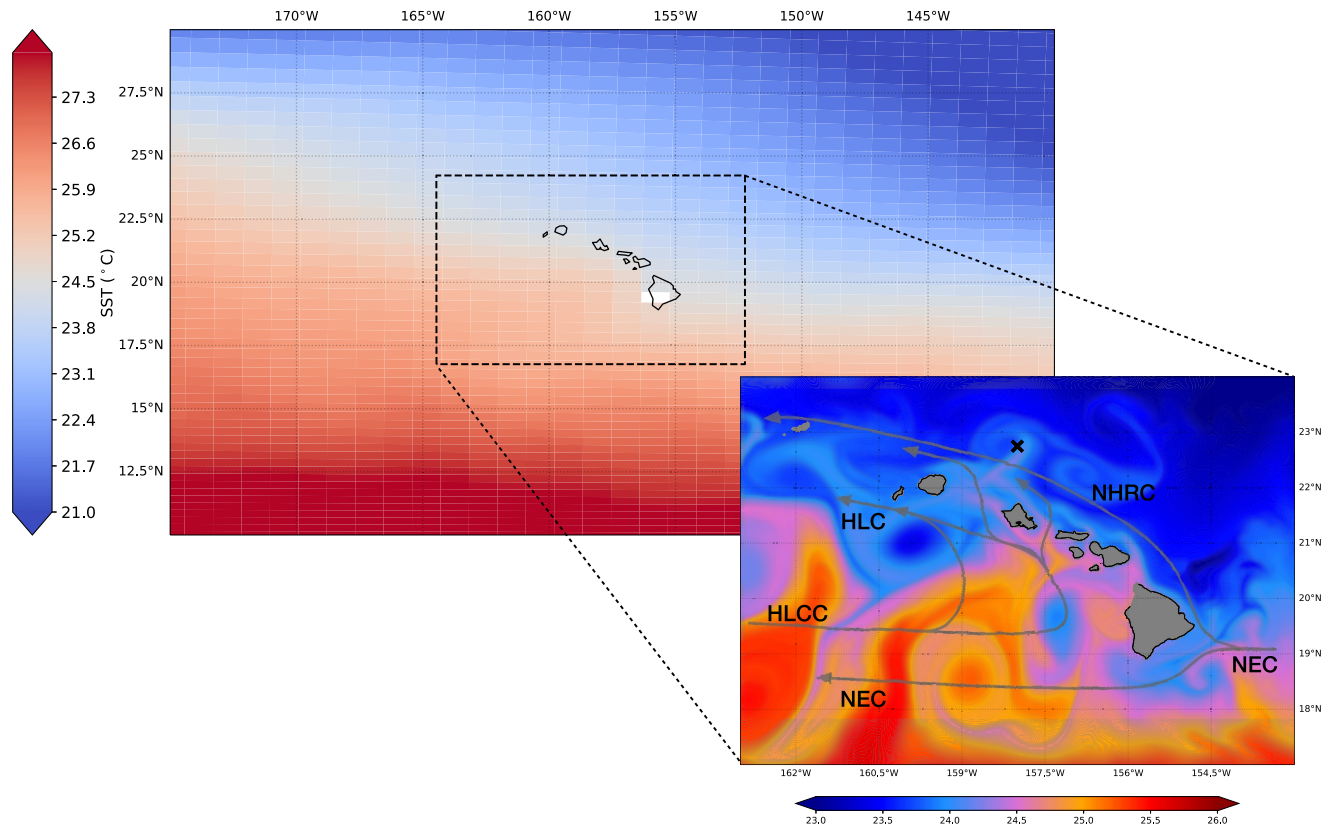 170°W 165°W 160°W 155°W 150°W 145°W
27.5°N
25°N
22.5°N
20°N
17.5°N
15°N
12.5°N
27.3
26.6
25.9
25.2
24.5
23.8
23.1
22.4
21.7
21.0
SST (°C)
23°N
22°N
21°N
20°N
19°N
18°N
NHRC
HLC
HLCC
NEC
NEC
162°W 160,5°W 159°W 157,5°W 156°W 154,5°W
23.0 23.5 24.0 24.5 25.0 25.5 26.0